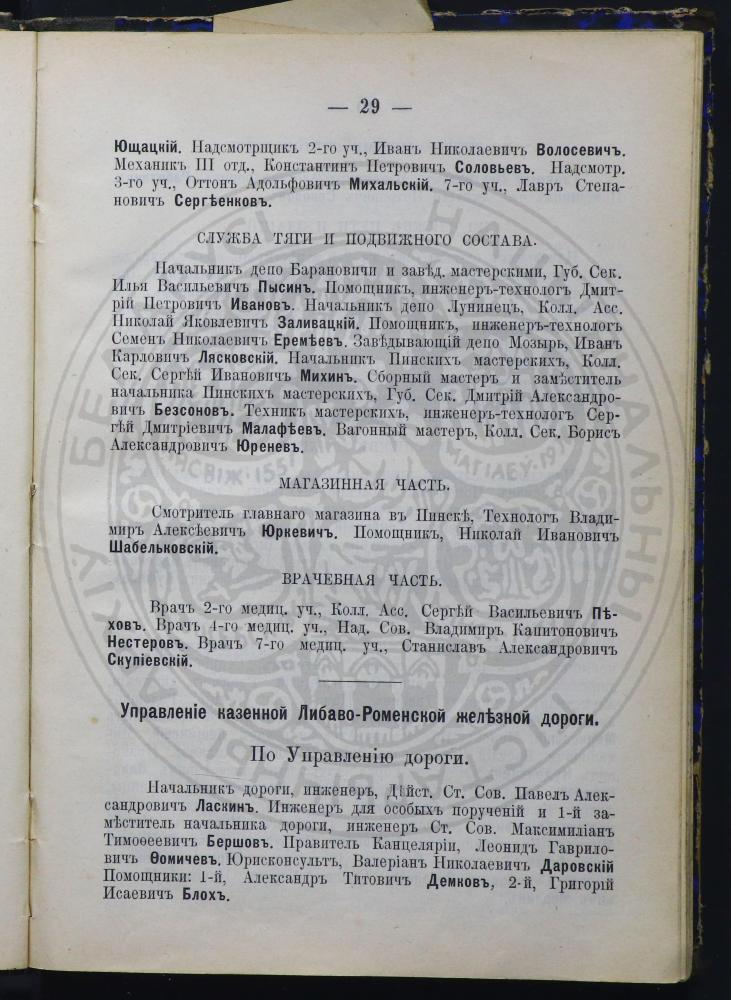 — 29 —
Ющацкій. Надсмотрщикъ 2-го уч., Иванъ Николаевичъ Волосевичъ.
Механикъ III отд., Константинъ Петровичъ Соловьевъ. Надсмотр.
3-го уч., Оттонъ Адольфовичъ Михальскій. 7-го уч., Лавръ Степа-
новичъ Сергѣенковъ.
СЛУЖБА ТЯГИ И ПОДВИЖНОГО СОСТАВА.
Начальникъ депо Барановичи и завѣд. мастерскими, Губ. Сек.
Илья Васильевичъ Пысинъ. Помощникъ, инженеръ-технологъ Дмит-
рій Петровичъ Ивановъ. Начальникъ депо Лунинец, Колл. Асс.
Николай Яковлевичъ Заливацкій. Помощникъ, инженеръ-технологъ
Семенъ Николаевичъ Еремѣевъ. Завѣдывающій депо Мозырь, Иванъ
Карловичъ Лясковскій. Начальникъ Пинскихъ мастерскихъ, Колл.
Сек. Сергѣй Ивановичъ Михинъ. Сборный мастеръ и замѣститель
начальника Пинскихъ мастерскихъ, Губ. Сек. Дмитрій Александро-
вичъ Безсоновъ. Техникъ мастерскихъ, инженеръ-технологъ Сер-
гѣй Дмитріевичъ Малафѣевъ. Вагонный мастеръ, Колл. Сек. Борисъ
Александровичъ Юреневъ.
МАГАЗИННАЯ ЧАСТЬ.
Смотритель главнаго магазина въ Пинскѣ, Технологъ Влади-
миръ Алексѣевичъ Юркевичъ. Помощникъ, Николай Ивановичъ
Шабельковскій.
ВРАЧЕБНАЯ ЧАСТЬ.
Врачъ 2-го медиц. уч., Колл. Асс. Сергѣй Васильевичъ Пѣ-
ховъ. Врачъ 4-го медиц. уч., Над. Сов. Владимиръ Капитоновичъ
Нестеровъ. Врачъ 7-го медиц. уч., Станиславъ Александровичъ
Скупіевскій.
Управленіе казенной Либаво-Роменской желѣзной дороги.
По Управленію дороги.
Начальникъ дороги, инженеръ, Дѣйст. Ст. Сов. Павелъ Алек-
сандровичъ Ласкинъ. Инженеръ для особыхъ порученій и 1-й за-
мѣститель начальника дороги, инженеръ Ст. Сов. Максимиліанъ
Тимоѳеевичъ Бершовъ. Правитель Канцеляріи, Леонидъ Гаврило-
вичъ Ѳомичевъ. Юрисконсультъ, Валеріанъ Николаевичъ Даровскій
Помощники: 1-й, Александръ Титовичъ Демковъ, 2-й, Григорій
Исаевичъ Блохъ.